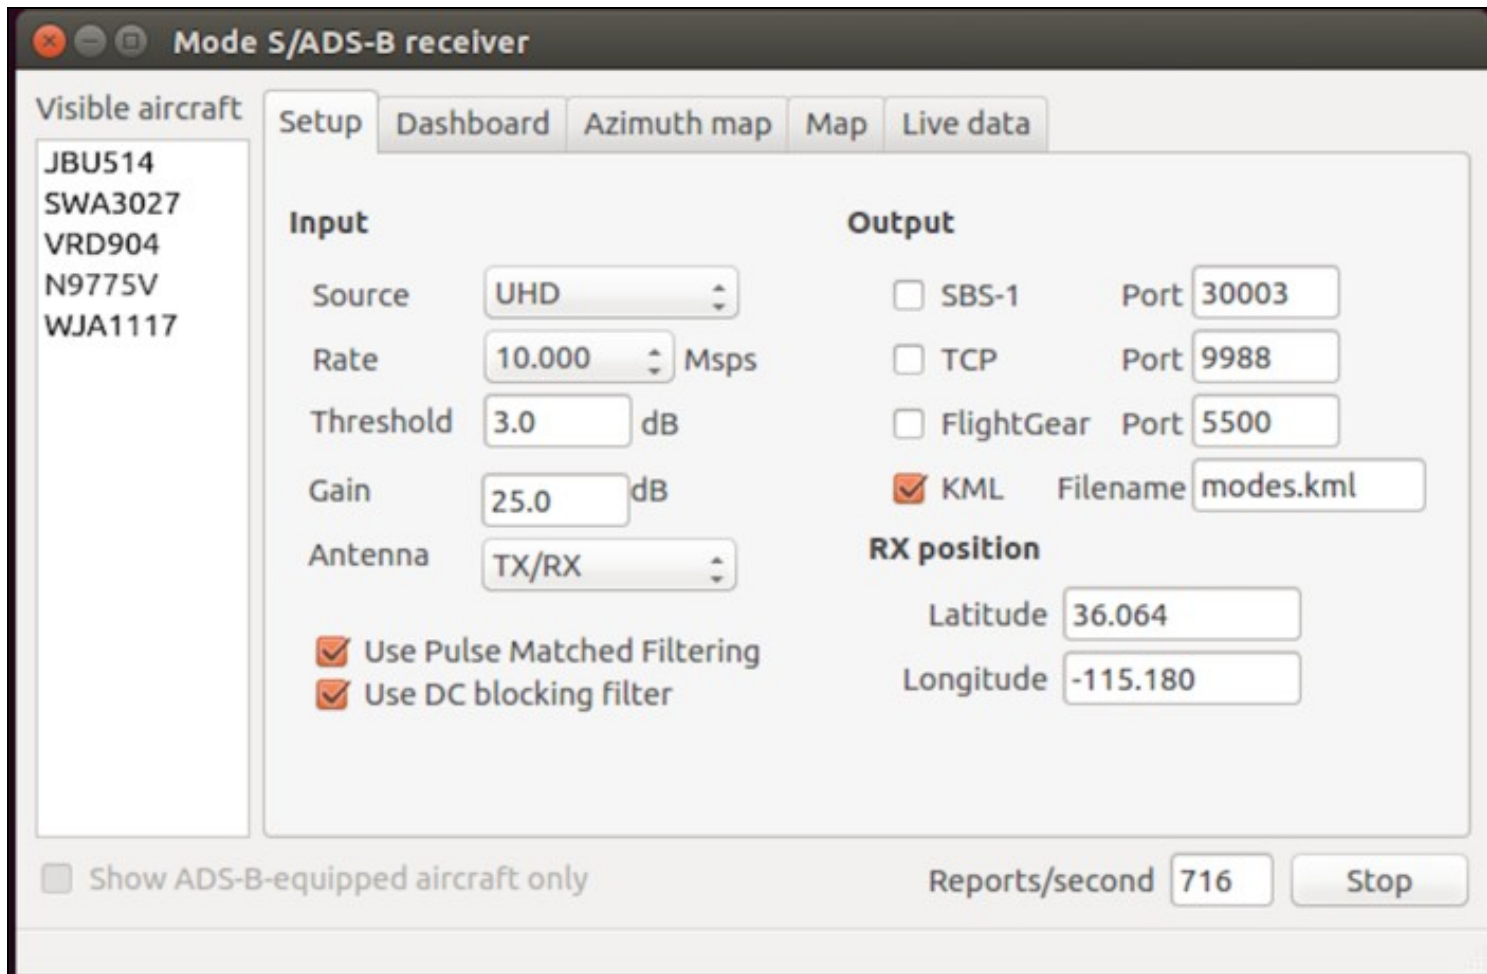 Mode S/ADS-B receiver
Visible aircraft
JBU514
SWA3027
VRD904
N9775V
WJA1117
Setup Dashboard Azimuth map Map Live data
Input
Source UHD
Rate 10.000 Msps
Threshold 3.0 dB
Gain 25.0 dB
Antenna TX/RX
Use Pulse Matched Filtering
Use DC blocking filter
Output
SBS-1 Port 30003
TCP Port 9988
FlightGear Port 5500
KML Filename modes.kml
RX position
Latitude 36.064
Longitude -115.180
Show ADS-B-equipped aircraft only
Reports/second 716 Stop